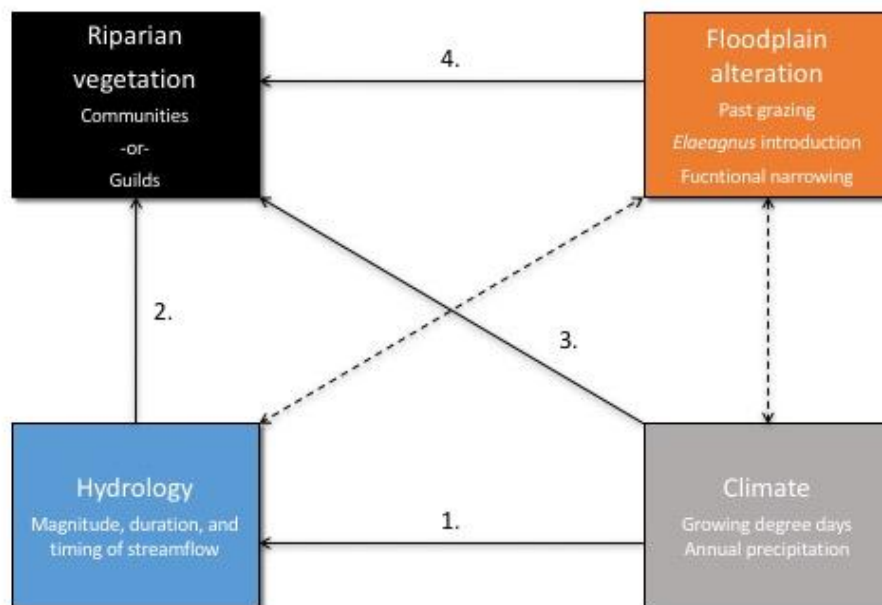 Riparian
vegetation
Communities
-or-
Guilds
4.
Floodplain
alteration
Past grazing
Elaeagnus introduction
Fucntional narrowing
2.
3.
Hydrology
Magnitude, duration, and
timing of streamflow
1.
Climate
Growing degree days
Annual precipitation